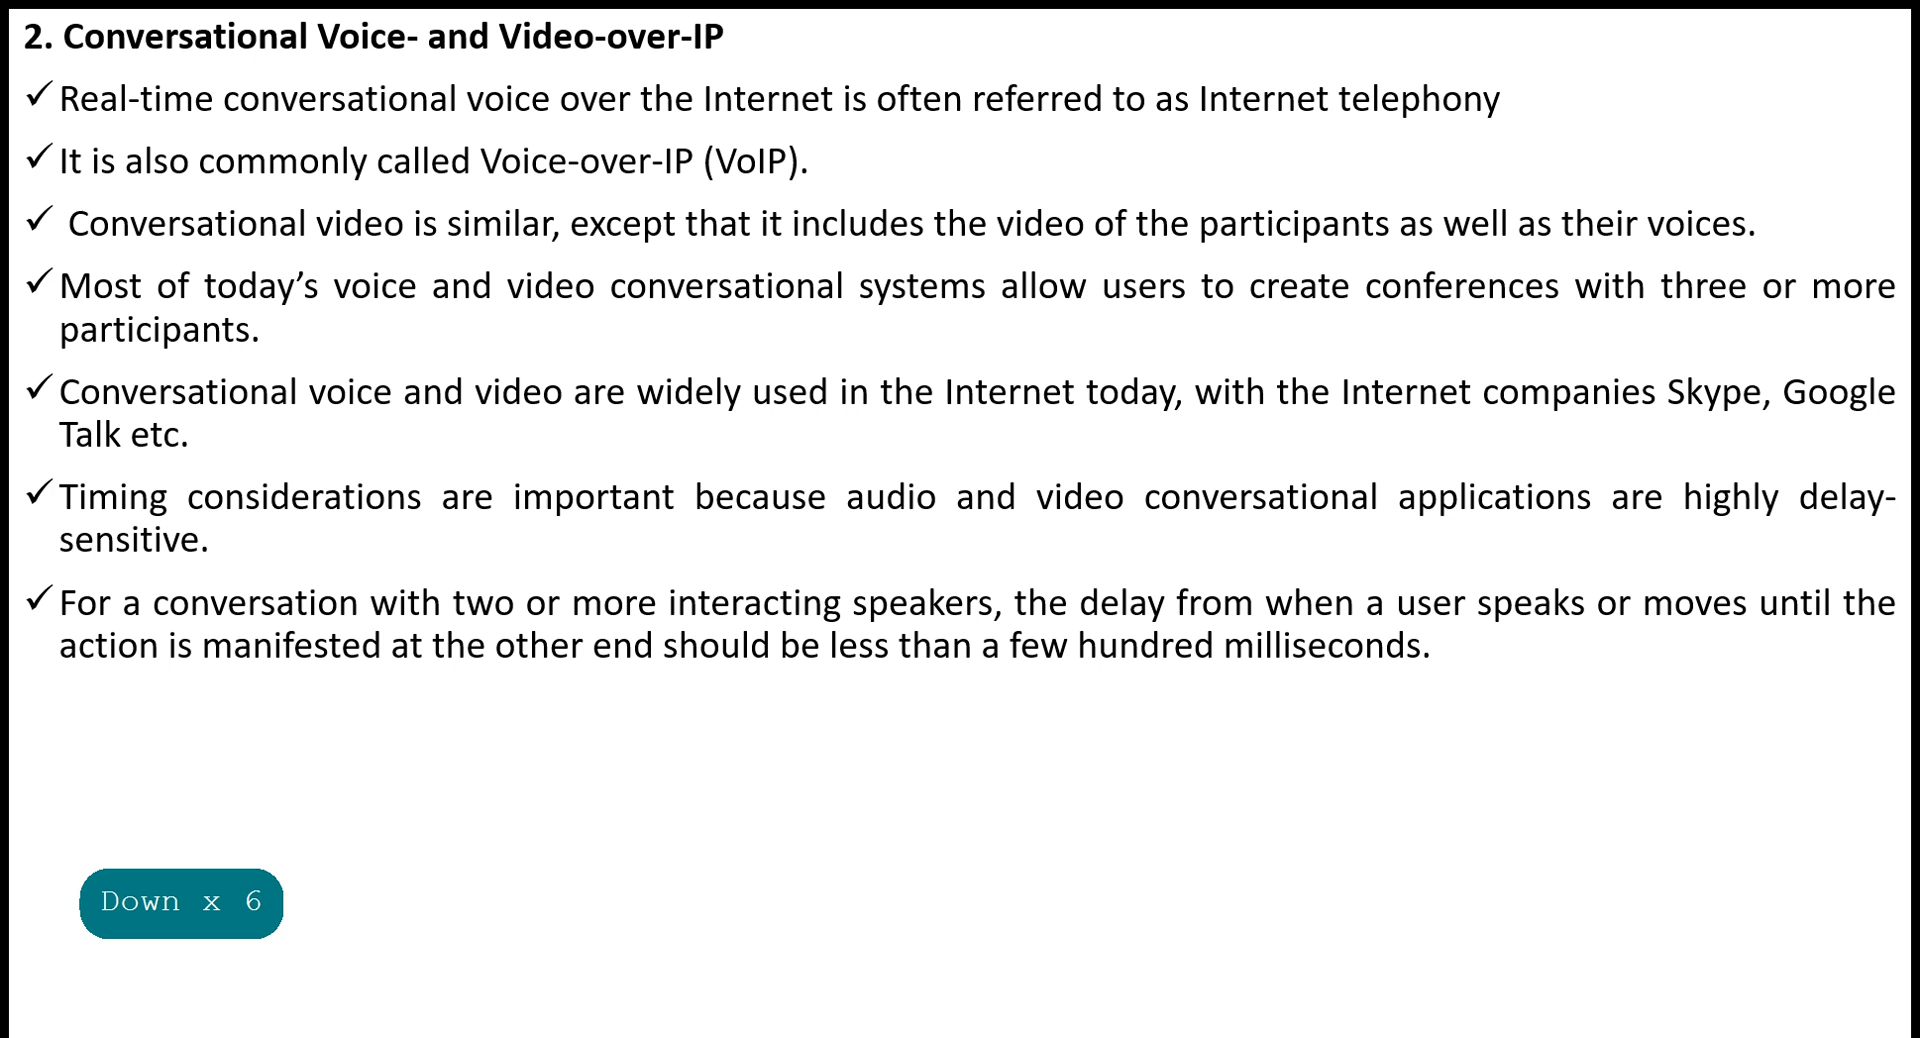 2. Conversational Voice- and Video-over-IP
✓ Real-time conversational voice over the Internet is often referred to as Internet telephony
✓ It is also commonly called Voice-over-IP (VoIP).
✓ Conversational video is similar, except that it includes the video of the participants as well as their voices.
✓ Most of today’s voice and video conversational systems allow users to create conferences with three or more
participants.
✓ Conversational voice and video are widely used in the Internet today, with the Internet companies Skype, Google
Talk etc.
✓ Timing considerations are important because audio and video conversational applications are highly delay-
sensitive.
✓ For a conversation with two or more interacting speakers, the delay from when a user speaks or moves until the
action is manifested at the other end should be less than a few hundred milliseconds.
Down x 6